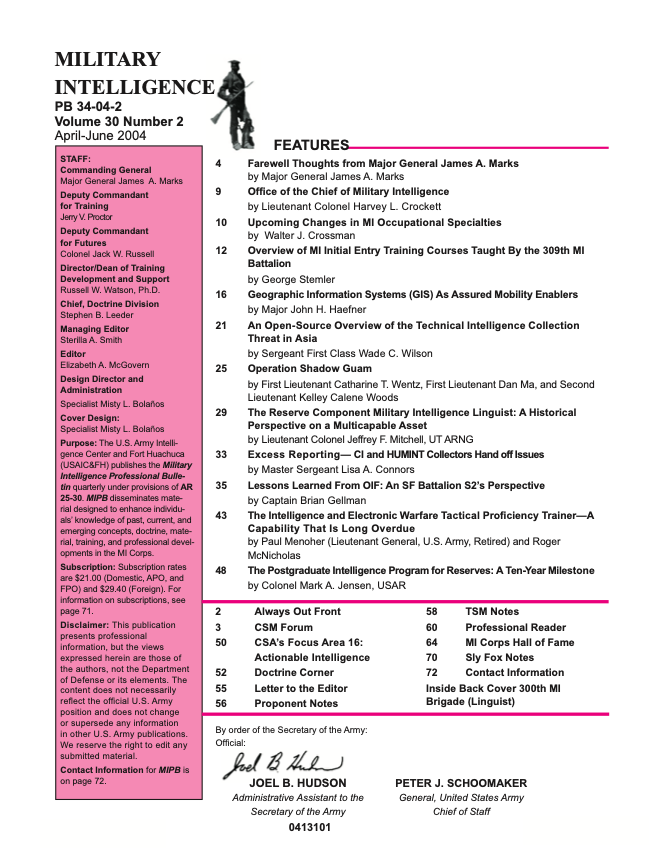 MILITARY
INTELLIGENCE
PB 34-04-2
Volume 30 Number 2
April-June 2004
STAFF:
Commanding General
Major General James A. Marks
Deputy Commandant
for Training
Jerry V. Proctor
Deputy Commandant
for Futures
Colonel Jack W. Russell
Director/Dean of Training
Development and Support
Russell W. Watson, Ph.D.
Chief, Doctrine Division
Stephen B. Leeder
Managing Editor
Sterilla A. Smith
Editor
Elizabeth A. McGovern
Design Director and
Administration
Specialist Misty L. Bolaños
Cover Design:
Specialist Misty L. Bolaños
Purpose: The U.S. Army Intelli-
gence Center and Fort Huachuca
(USAIC&FH) publishes the Military
Intelligence Professional Bulle-
tin quarterly under provisions of AR
25-30. MIPB disseminates mate-
rial designed to enhance individu-
als' knowledge of past, current, and
emerging concepts, doctrine, mate-
rial, training, and professional devel-
opments in the MI Corps.
Subscription: Subscription rates
are $21.00 (Domestic, APO, and
FPO) and $29.40 (Foreign). For
information on subscriptions, see
page 71.
Disclaimer: This publication
presents professional
information, but the views
expressed herein are those of
the authors, not the Department
of Defense or its elements. The
content does not necessarily
reflect the official U.S. Army
position and does not change
or supersede any information
in other U.S. Army publications.
We reserve the right to edit any
submitted material.
Contact Information for MIPB is
on page 72.
FEATURES
4 Farewell Thoughts from Major General James A. Marks
by Major General James A. Marks
9 Office of the Chief of Military Intelligence
by Lieutenant Colonel Harvey L. Crockett
10 Upcoming Changes in MI Occupational Specialties
by Walter J. Crossman
12 Overview of MI Initial Entry Training Courses Taught By the 309th MI
Battalion
by George Stemler
16 Geographic Information Systems (GIS) As Assured Mobility Enablers
by Major John H. Haefner
21 An Open-Source Overview of the Technical Intelligence Collection
Threat in Asia
by Sergeant First Class Wade C. Wilson
25 Operation Shadow Guam
by First Lieutenant Catharine T. Wentz, First Lieutenant Dan Ma, and Second
Lieutenant Kelley Calene Woods
29 The Reserve Component Military Intelligence Linguist: A Historical
Perspective on a Multicapable Asset
by Lieutenant Colonel Jeffrey F. Mitchell, UT ARNG
33 Excess Reporting— CI and HUMINT Collectors Hand off Issues
by Master Sergeant Lisa A. Connors
35 Lessons Learned From OIF: An SF Battalion S2's Perspective
by Captain Brian Gellman
43 The Intelligence and Electronic Warfare Tactical Proficiency Trainer—A
Capability That Is Long Overdue
by Paul Menoher (Lieutenant General, U.S. Army, Retired) and Roger
McNicholas
48 The Postgraduate Intelligence Program for Reserves: A Ten-Year Milestone
by Colonel Mark A. Jensen, USAR
2 Always Out Front
3 CSM Forum
50 CSA's Focus Area 16:
Actionable Intelligence
52 Doctrine Corner
55 Letter to the Editor
56 Proponent Notes
58 TSM Notes
60 Professional Reader
64 MI Corps Hall of Fame
70 Sly Fox Notes
72 Contact Information
Inside Back Cover 300th MI
Brigade (Linguist)
By order of the Secretary of the Army:
Official:
Joel B. Hudson
JOEL B. HUDSON
Administrative Assistant to the
Secretary of the Army
0413101
PETER J. SCHOOMAKER
General, United States Army
Chief of Staff